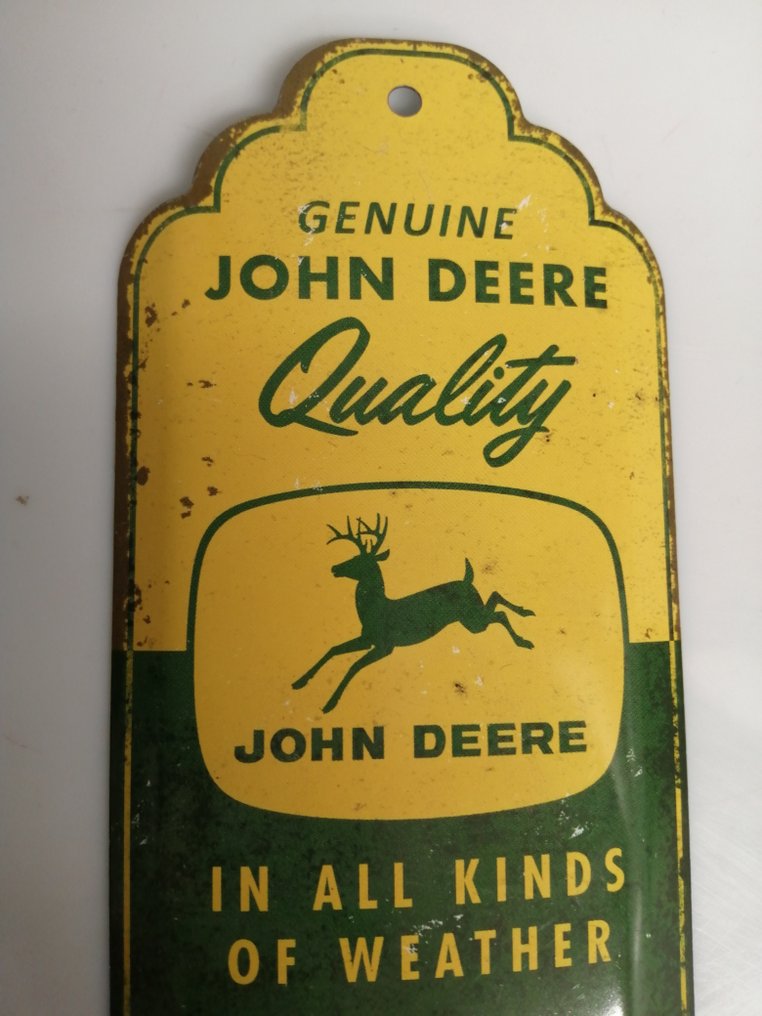 GENUINE
JOHN DEERE
Quality
JOHN DEERE
IN ALL KINDS
OF WEATHER